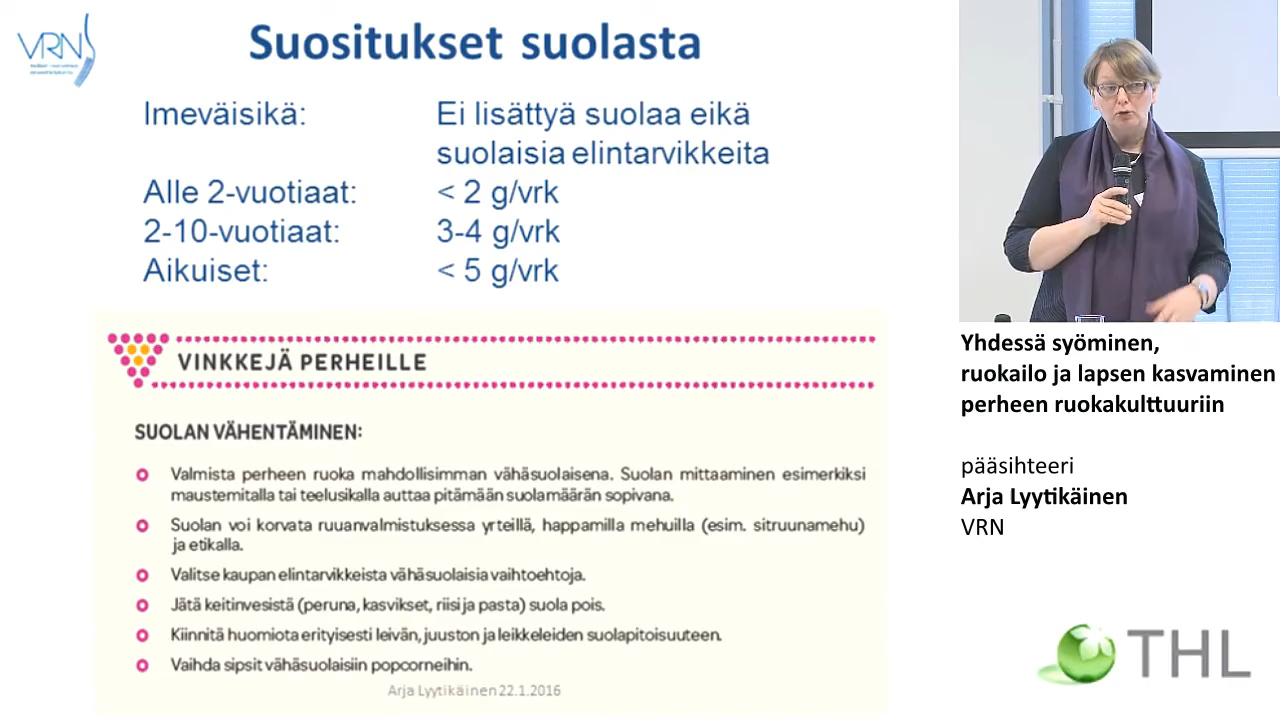 VRN
Suositukset suolasta
Imeväisikä: Ei lisättyä suolaa eikä
suolaisia elintarvikkeita
Alle 2-vuotiaat: < 2 g/vrk
2-10-vuotiaat: 3-4 g/vrk
Aikuiset: < 5 g/vrk
VINKKEJÄ PERHEILLE
SUOLAN VÄHENTÄMINEN:
Valmista perheen ruoka mahdollisimman vähäsuolaisena. Suolan mittaaminen esimerkiksi
maustemitalla tai teelusikalla auttaa pitämään suolamäärän sopivana.
Suolan voi korvata ruuanvalmistuksessa yrteillä, happamilla mehuilla (esim. sitruunamehu)
ja etikalla.
Valitse kaupan elintarvikkeista vähäsuolaisia vaihtoehtoja.
Jätä keitinvesistä (peruna, kasvikset, riisi ja pasta) suola pois.
Kiinnitä huomiota erityisesti leivän, juuston ja leikkeleiden suolapitoisuuteen.
Vaihda sipsit vähäsuolaisiin popcorneihin.
Arja Lyytikäinen 22.1.2016
Yhdessä syöminen,
ruokailo ja lapsen kasvaminen
perheen ruokakulttuuriin
pääsihteeri
Arja Lyytikäinen
VRN
THL